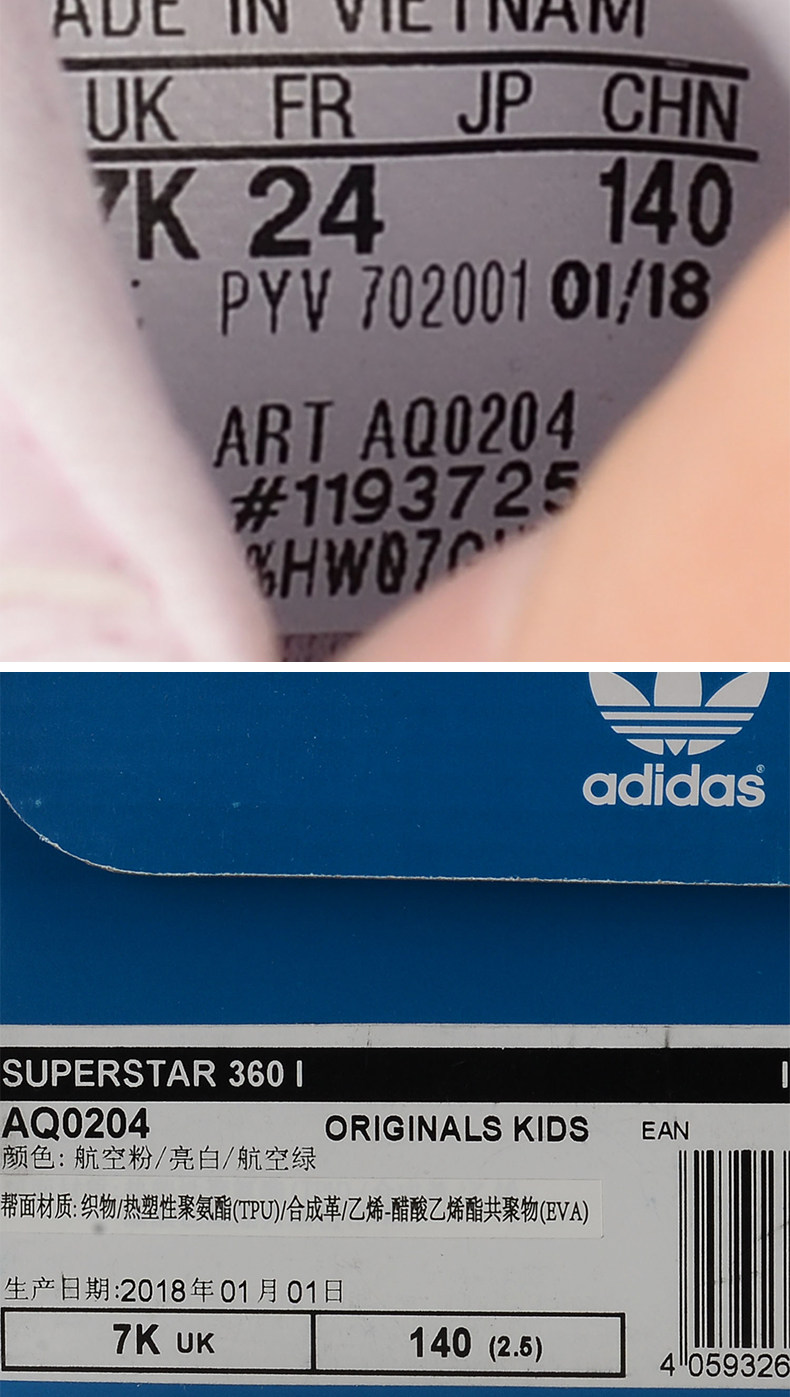 ADE IN VIETNAM
UK FR JP CHN
7K 24 140
PYV 702001 01/18
ART AQ0204
#1193725
%HW07
adidas®
SUPERSTAR 360 I
AQ0204 ORIGINALS KIDS EAN
颜色: 航空粉/亮白/航空绿
帮面材质: 织物/热塑性聚氨酯(TPU)/合成革/乙烯-醋酸乙烯酯共聚物(EVA)
生产日期:2018年01月01日
7K UK 140 (2.5)
4 059326